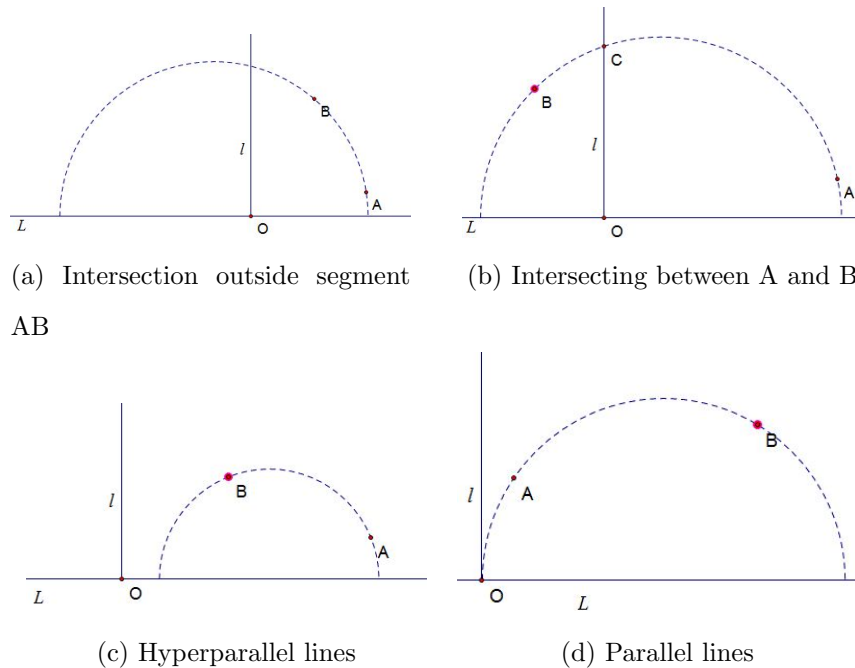 B
l
A
L
O
(a) Intersection outside segment
AB
C
B
l
A
L
O
(b) Intersecting between A and B
l
B
A
L
O
(c) Hyperparallel lines
B
l
A
O
L
(d) Parallel lines